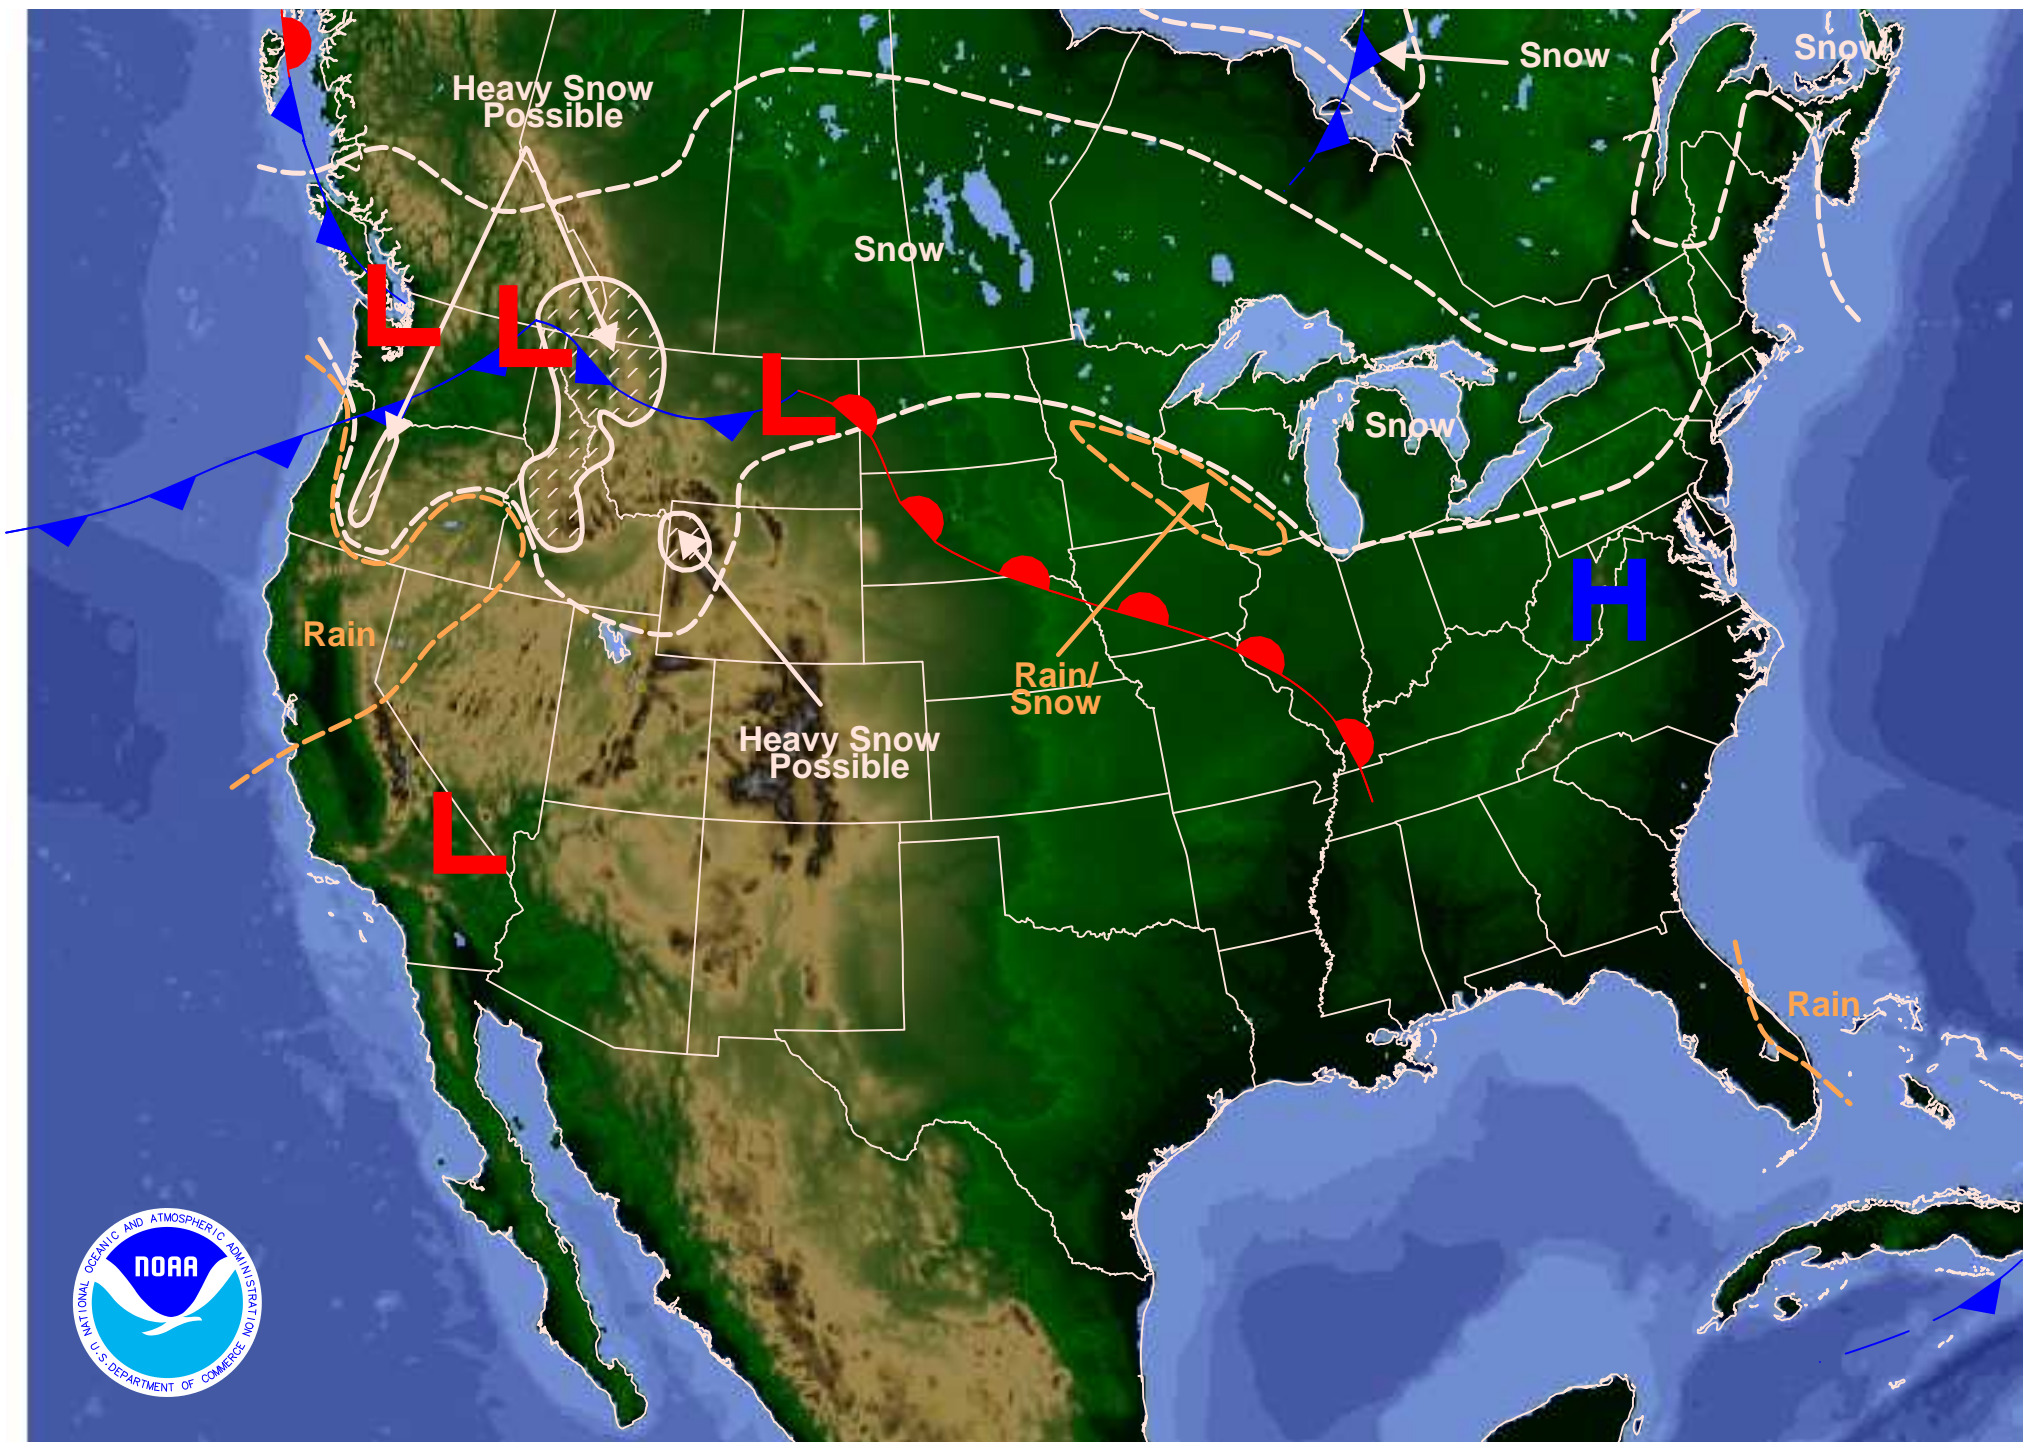 Snow
Snow
Heavy Snow
Possible
Snow
L
L
L
Snow
H
Rain
Rain/
Snow
Heavy Snow
Possible
L
Rain
NATIONAL OCEANIC AND ATMOSPHERIC ADMINISTRATION
NOAA
U.S. DEPARTMENT OF COMMERCE